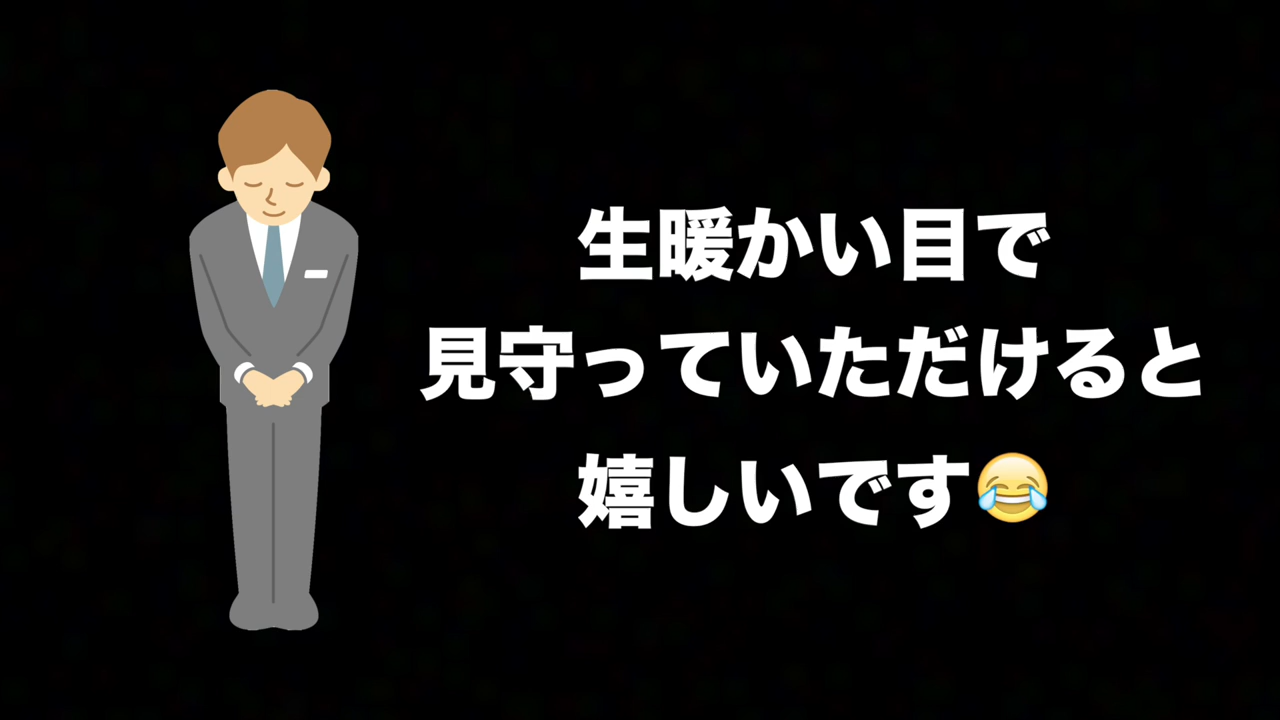 生暖かい目で
見守っていただけると
嬉しいです😂